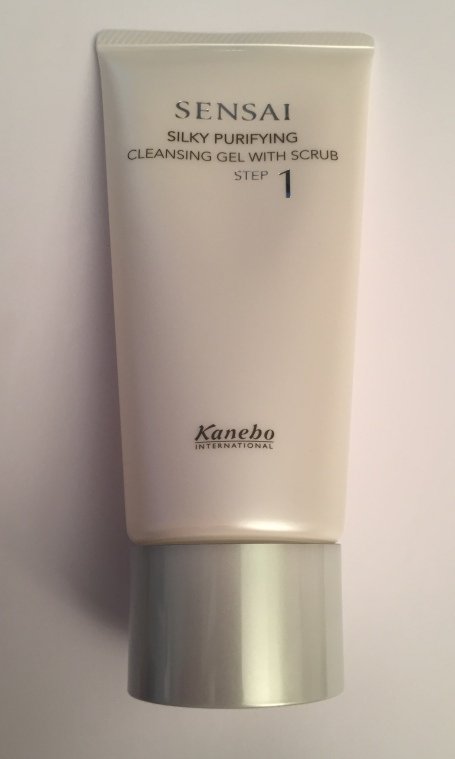 SENSAI
SILKY PURIFYING
CLEANSING GEL WITH SCRUB
STEP 1
Kanebo
INTERNATIONAL